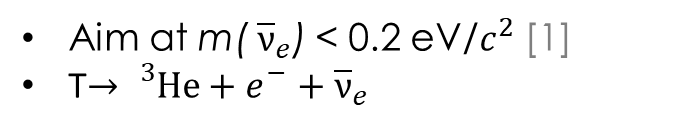 • Aim at m( ν̅ₑ) < 0.2 eV/c² [1]
• T→ ³He + e⁻ + ν̅ₑ